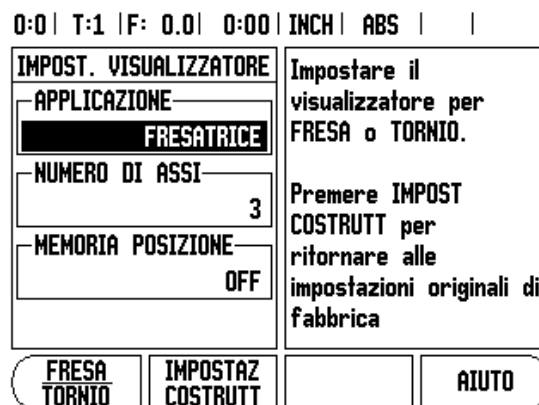 0:0 | T:1 | F: 0.0 | 0:00 | INCH | ABS | |
IMPOST. VISUALIZZATORE
APPLICAZIONE
FRESATRICE
NUMERO DI ASSI
3
MEMORIA POSIZIONE
OFF
Impostare il
visualizzatore per
FRESA o TORNIO.
Premere IMPOST
COSTRUTT per
ritornare alle
impostazioni originali di
fabbrica
FRESA
TORNIO
IMPOSTAZ
COSTRUTT
AIUTO